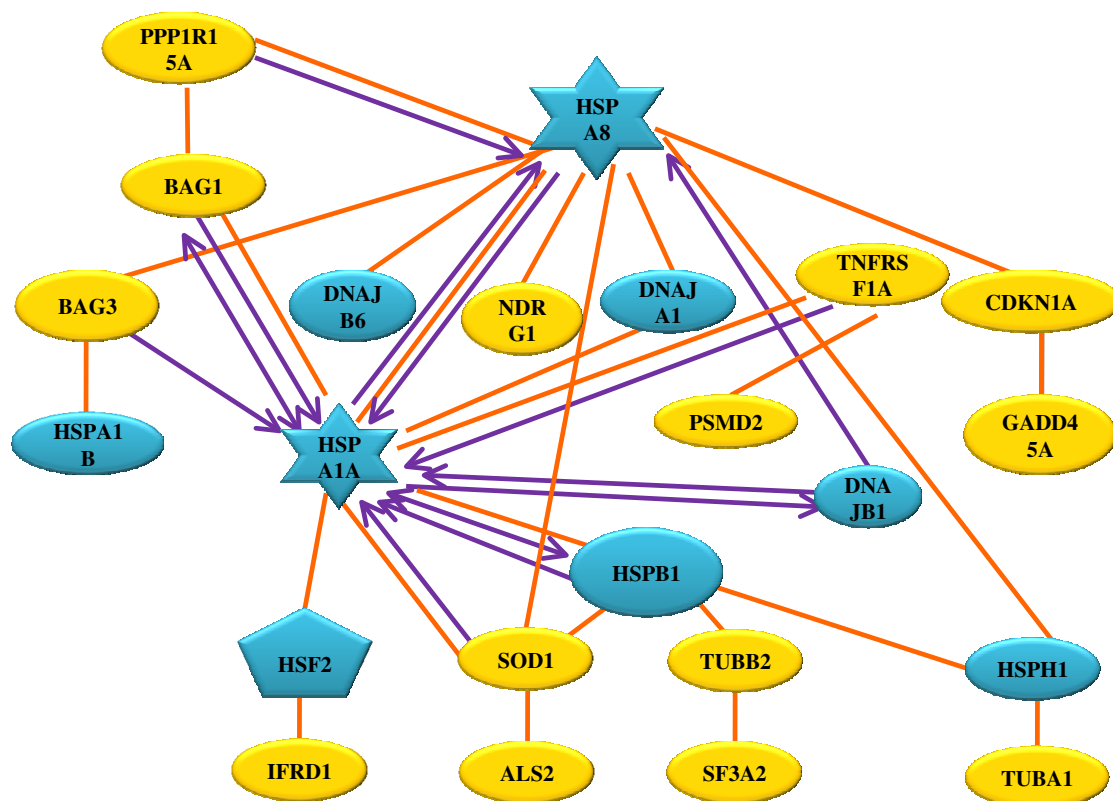 PPP1R1
5A
HSP
A8
BAG1
BAG3
DNAJ
B6
NDR
G1
DNAJ
A1
TNFRS
F1A
CDKN1A
HSPA1
B
HSP
A1A
PSMD2
GADD4
5A
DNA
JB1
HSPB1
HSF2
SOD1
TUBB2
HSPH1
IFRD1
ALS2
SF3A2
TUBA1